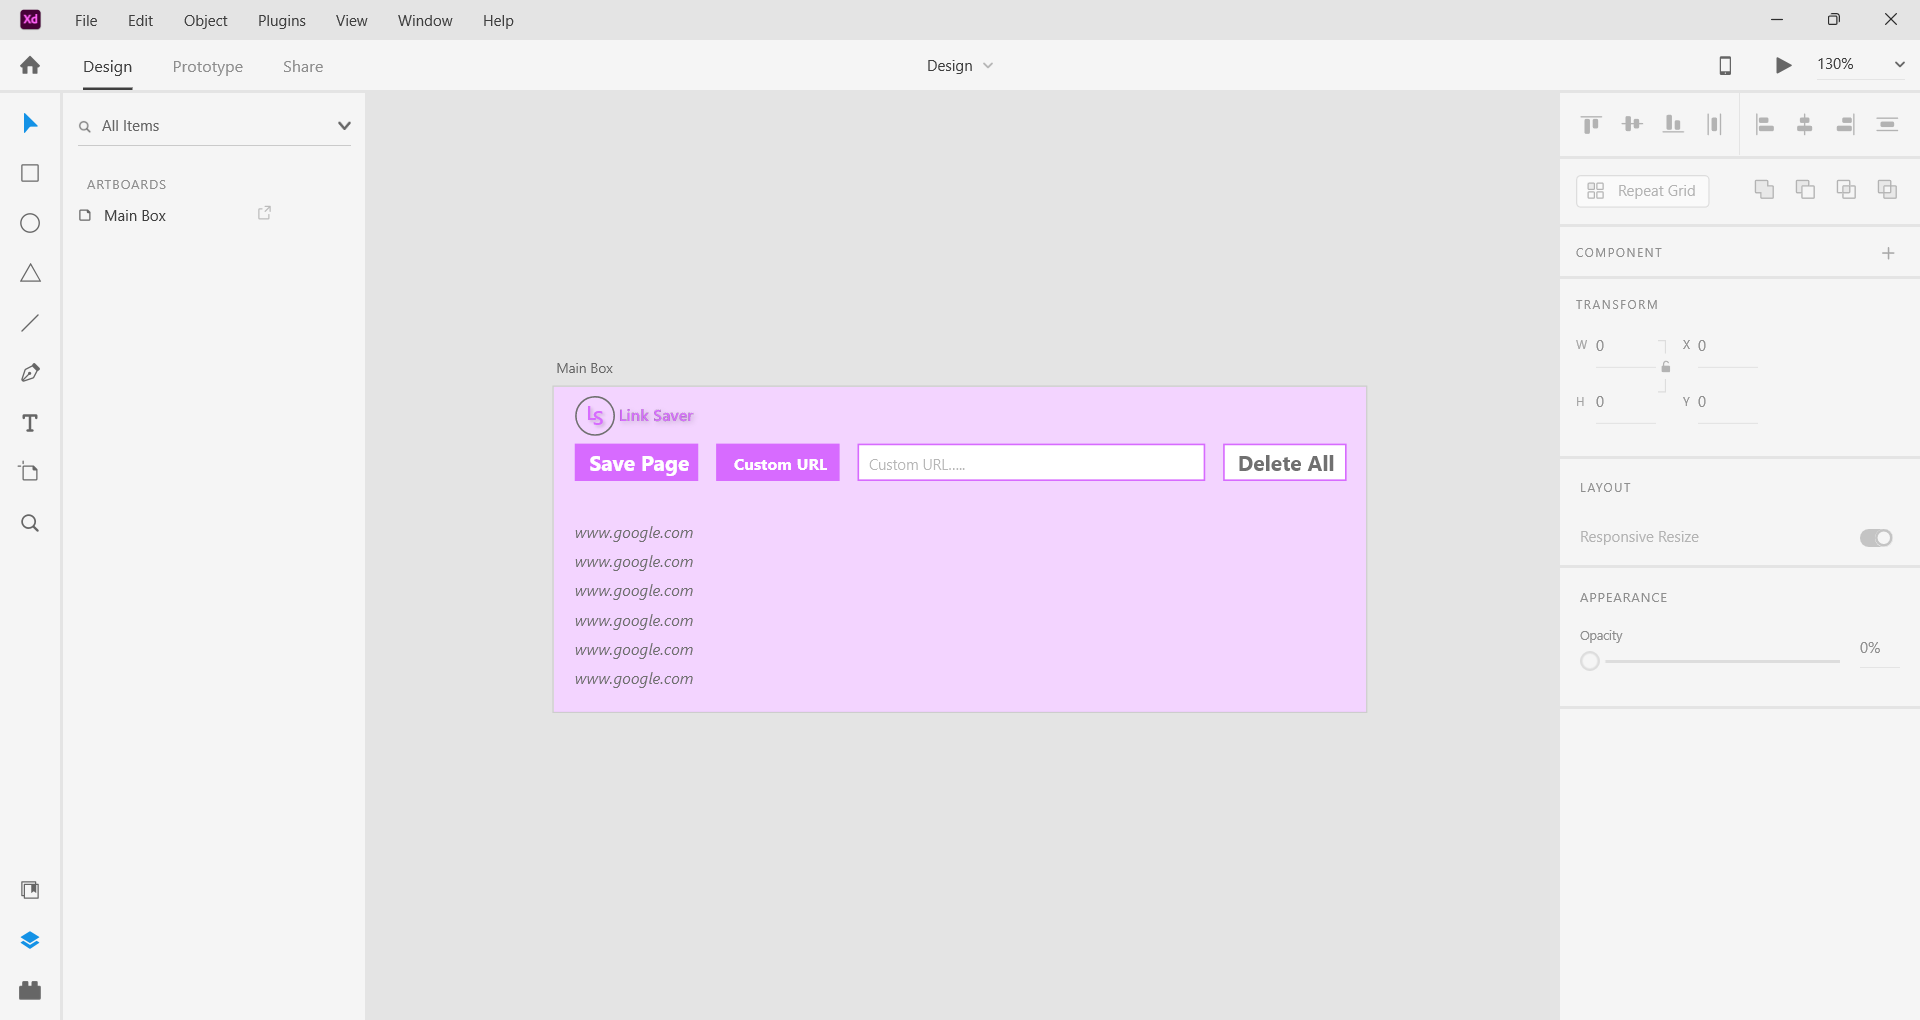 Xd File Edit Object Plugins View Window Help
Design Prototype Share
Design
130%
All Items
ARTBOARDS
Main Box
Main Box
LS Link Saver
Save Page Custom URL Custom URL..... Delete All
www.google.com
www.google.com
www.google.com
www.google.com
www.google.com
www.google.com
Repeat Grid
COMPONENT
TRANSFORM
W 0 X 0
H 0 Y 0
LAYOUT
Responsive Resize
APPEARANCE
Opacity
0%